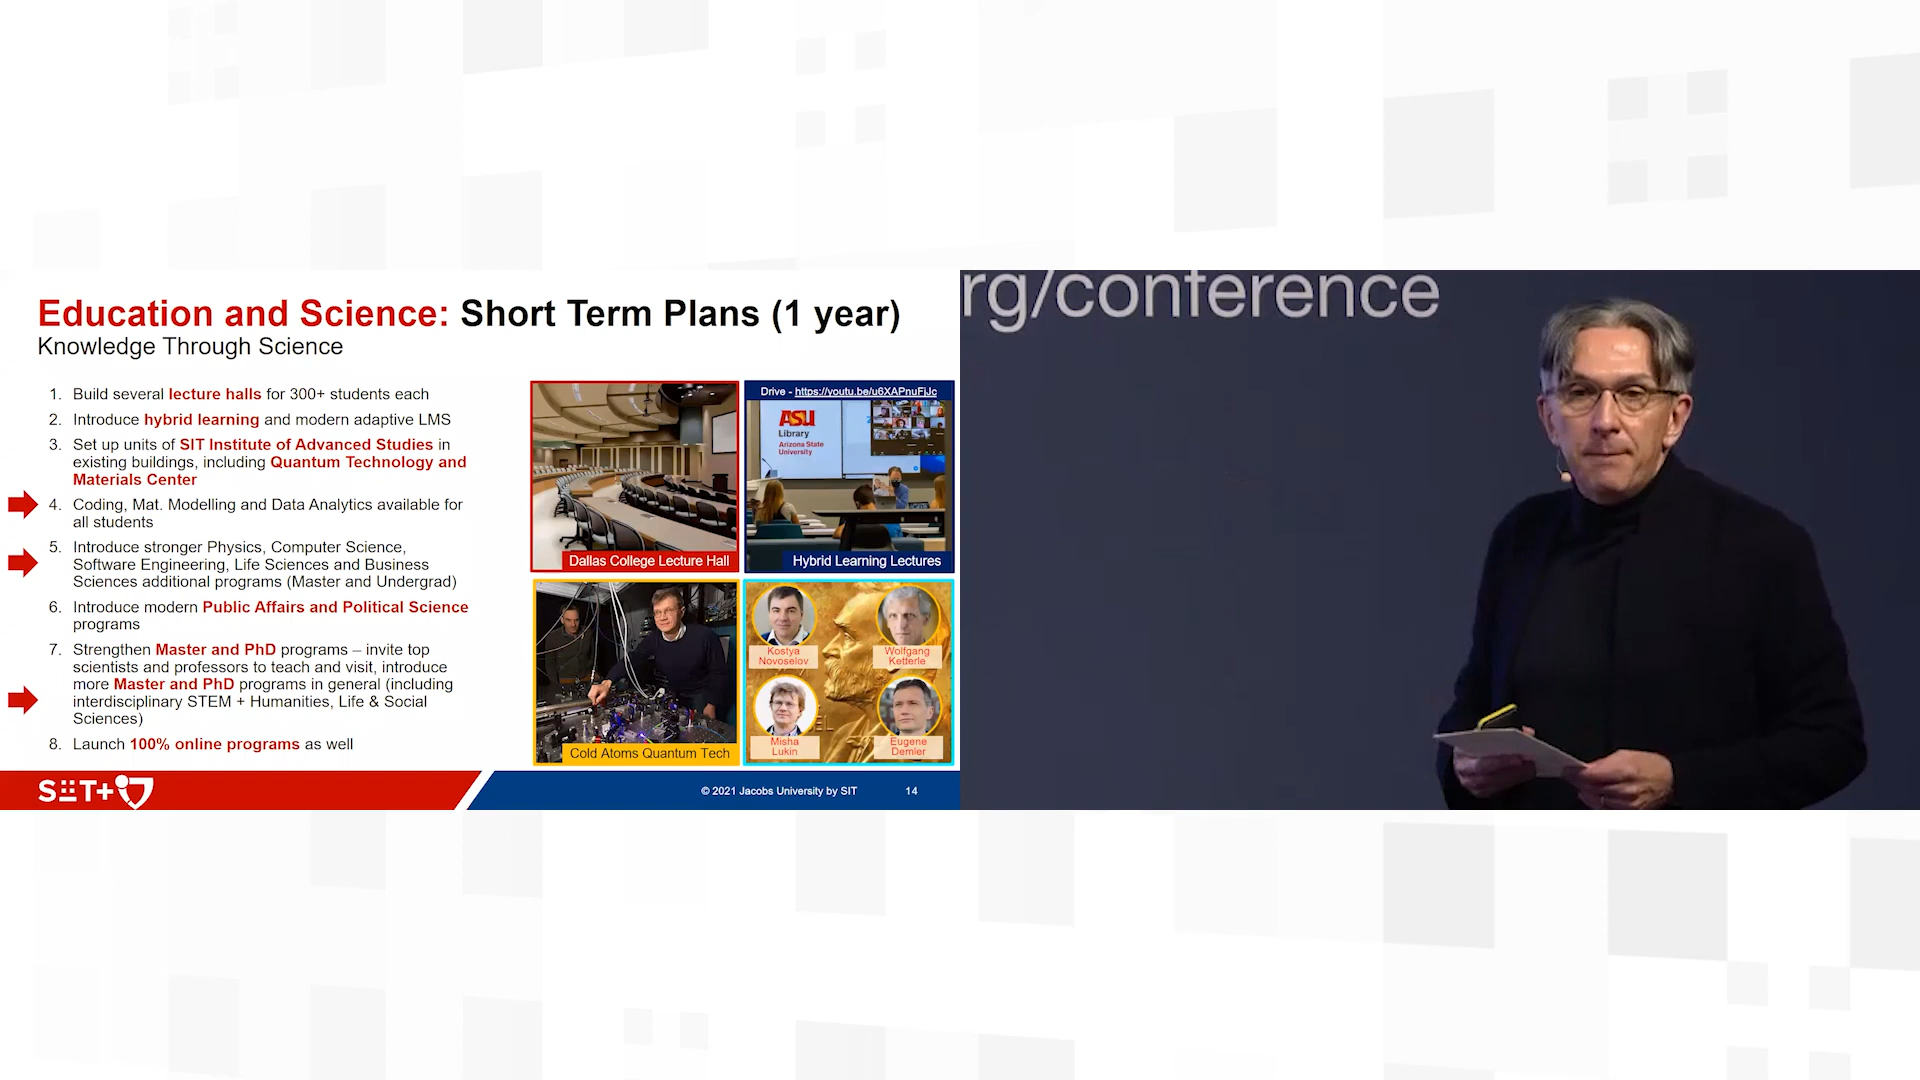 Education and Science: Short Term Plans (1 year)
Knowledge Through Science
1. Build several lecture halls for 300+ students each
2. Introduce hybrid learning and modern adaptive LMS
3. Set up units of SIT Institute of Advanced Studies in
existing buildings, including Quantum Technology and
Materials Center
4. Coding, Mat. Modelling and Data Analytics available for
all students
5. Introduce stronger Physics, Computer Science,
Software Engineering, Life Sciences and Business
Sciences additional programs (Master and Undergrad)
6. Introduce modern Public Affairs and Political Science
programs
7. Strengthen Master and PhD programs – invite top
scientists and professors to teach and visit, introduce
more Master and PhD programs in general (including
interdisciplinary STEM + Humanities, Life & Social
Sciences)
8. Launch 100% online programs as well
Dallas College Lecture Hall
Drive - https://youtu.be/u6XAPnuFjJc
ASU
Library
Arizona State
University
Hybrid Learning Lectures
Cold Atoms Quantum Tech
Kostya
Novoselov
Wolfgang
Ketterle
Misha
Lukin
Eugene
Demler
SIT+
© 2021 Jacobs University by SIT
14
rg/conference